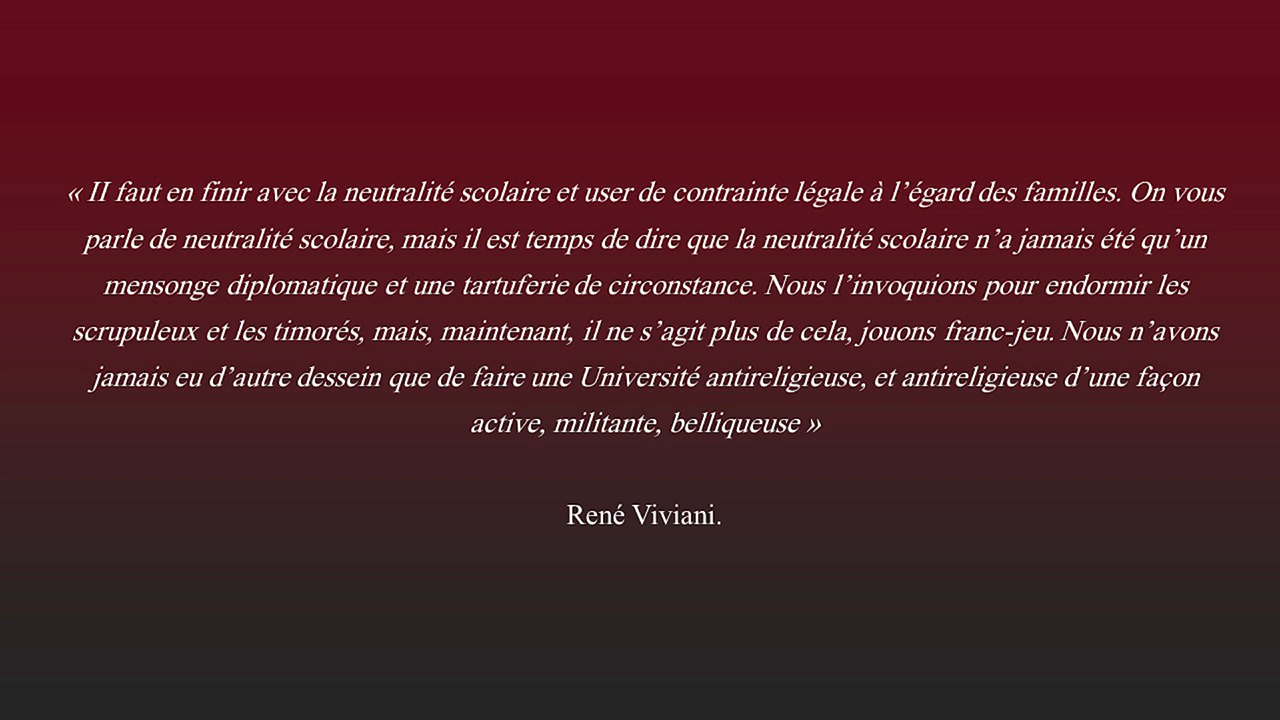 « II faut en finir avec la neutralité scolaire et user de contrainte légale à l’égard des familles. On vous
parle de neutralité scolaire, mais il est temps de dire que la neutralité scolaire n’a jamais été qu’un
mensonge diplomatique et une tartuferie de circonstance. Nous l’invoquions pour endormir les
scrupuleux et les timorés, mais, maintenant, il ne s’agit plus de cela, jouons franc-jeu. Nous n’avons
jamais eu d’autre dessein que de faire une Université antireligieuse, et antireligieuse d’une façon
active, militante, belliqueuse »
René Viviani.